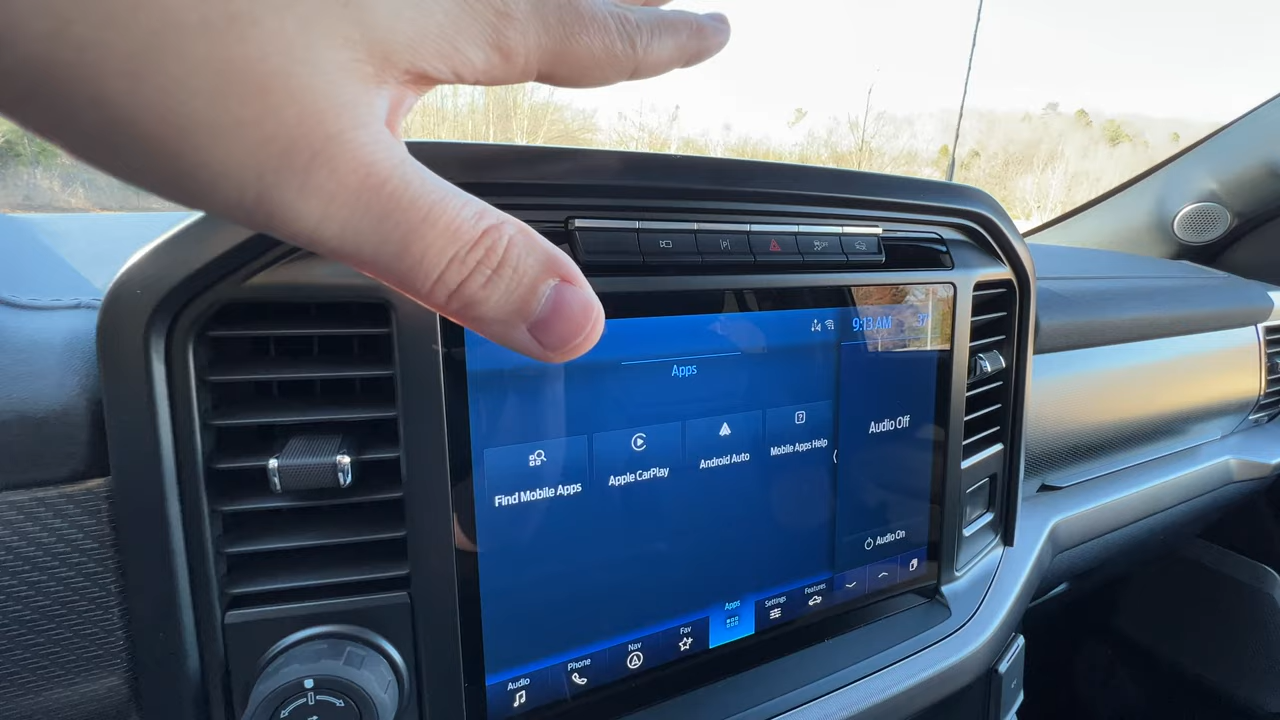 9:13 AM
Apps
Audio Off
Find Mobile Apps
Apple CarPlay
Android Auto
Mobile Apps Help
Audio On
Audio
Phone
Nav
Fav
Apps
Settings
Features